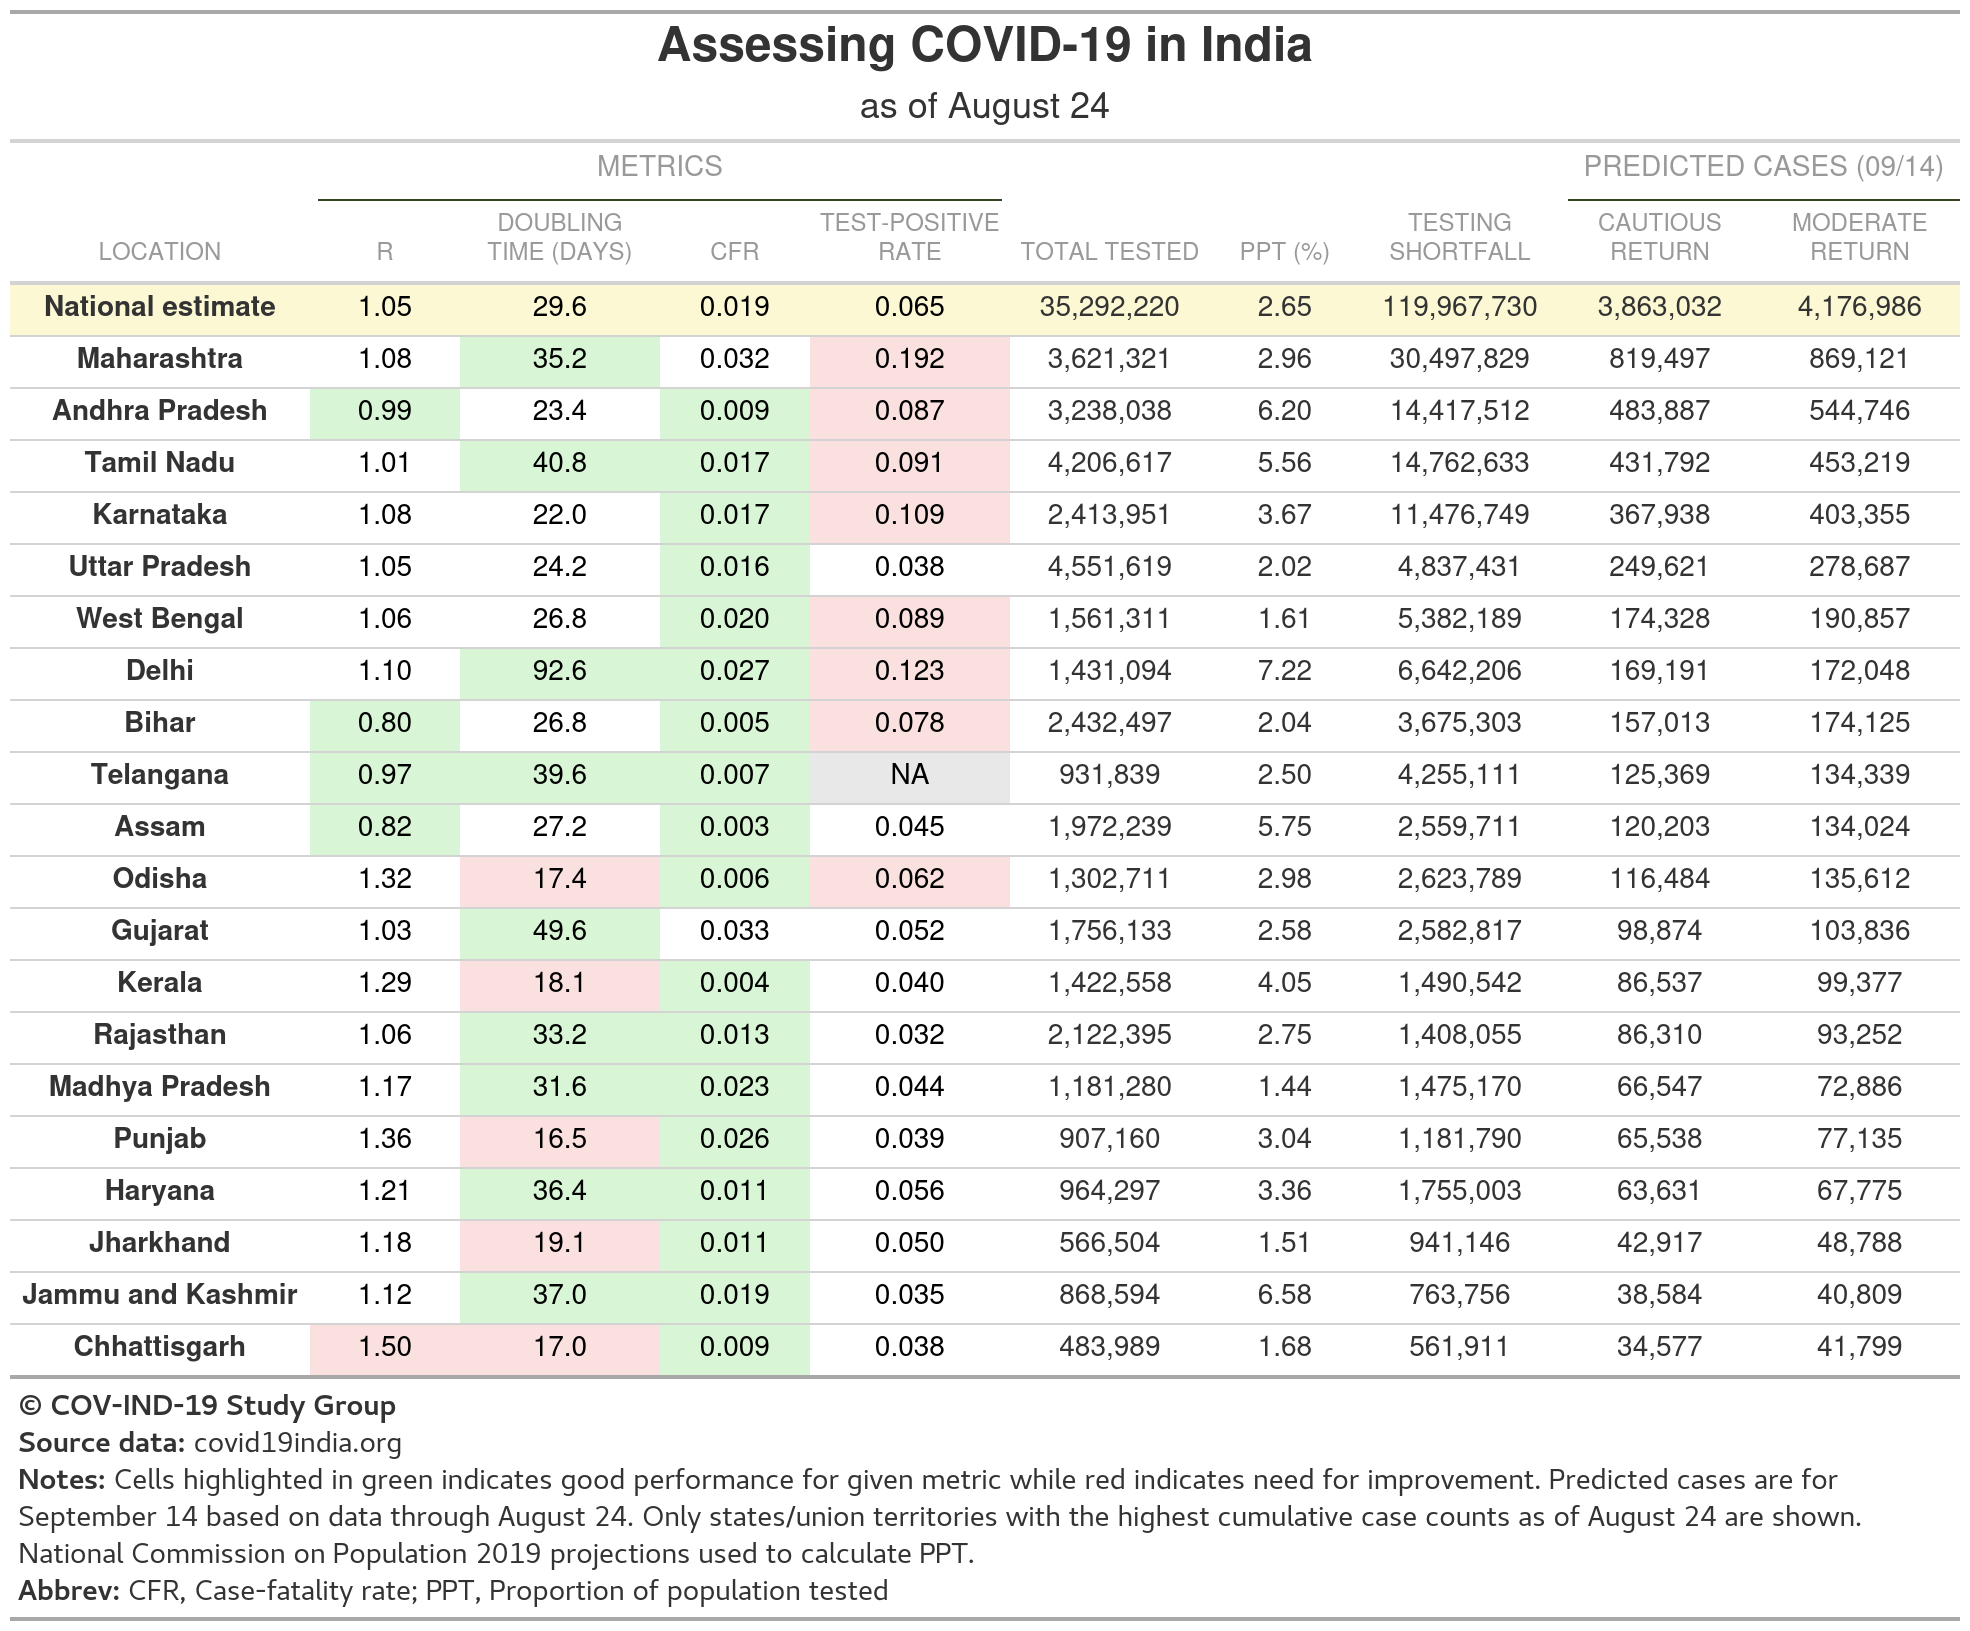 Assessing COVID-19 in India
as of August 24
METRICS PREDICTED CASES (09/14)
LOCATION R DOUBLING TIME (DAYS) CFR TEST-POSITIVE RATE TOTAL TESTED PPT (%) TESTING SHORTFALL CAUTIOUS RETURN MODERATE RETURN
National estimate 1.05 29.6 0.019 0.065 35,292,220 2.65 119,967,730 3,863,032 4,176,986
Maharashtra 1.08 35.2 0.032 0.192 3,621,321 2.96 30,497,829 819,497 869,121
Andhra Pradesh 0.99 23.4 0.009 0.087 3,238,038 6.20 14,417,512 483,887 544,746
Tamil Nadu 1.01 40.8 0.017 0.091 4,206,617 5.56 14,762,633 431,792 453,219
Karnataka 1.08 22.0 0.017 0.109 2,413,951 3.67 11,476,749 367,938 403,355
Uttar Pradesh 1.05 24.2 0.016 0.038 4,551,619 2.02 4,837,431 249,621 278,687
West Bengal 1.06 26.8 0.020 0.089 1,561,311 1.61 5,382,189 174,328 190,857
Delhi 1.10 92.6 0.027 0.123 1,431,094 7.22 6,642,206 169,191 172,048
Bihar 0.80 26.8 0.005 0.078 2,432,497 2.04 3,675,303 157,013 174,125
Telangana 0.97 39.6 0.007 NA 931,839 2.50 4,255,111 125,369 134,339
Assam 0.82 27.2 0.003 0.045 1,972,239 5.75 2,559,711 120,203 134,024
Odisha 1.32 17.4 0.006 0.062 1,302,711 2.98 2,623,789 116,484 135,612
Gujarat 1.03 49.6 0.033 0.052 1,756,133 2.58 2,582,817 98,874 103,836
Kerala 1.29 18.1 0.004 0.040 1,422,558 4.05 1,490,542 86,537 99,377
Rajasthan 1.06 33.2 0.013 0.032 2,122,395 2.75 1,408,055 86,310 93,252
Madhya Pradesh 1.17 31.6 0.023 0.044 1,181,280 1.44 1,475,170 66,547 72,886
Punjab 1.36 16.5 0.026 0.039 907,160 3.04 1,181,790 65,538 77,135
Haryana 1.21 36.4 0.011 0.056 964,297 3.36 1,755,003 63,631 67,775
Jharkhand 1.18 19.1 0.011 0.050 566,504 1.51 941,146 42,917 48,788
Jammu and Kashmir 1.12 37.0 0.019 0.035 868,594 6.58 763,756 38,584 40,809
Chhattisgarh 1.50 17.0 0.009 0.038 483,989 1.68 561,911 34,577 41,799
© COV-IND-19 Study Group
Source data: covid19india.org
Notes: Cells highlighted in green indicates good performance for given metric while red indicates need for improvement. Predicted cases are for
September 14 based on data through August 24. Only states/union territories with the highest cumulative case counts as of August 24 are shown.
National Commission on Population 2019 projections used to calculate PPT.
Abbrev: CFR, Case-fatality rate; PPT, Proportion of population tested